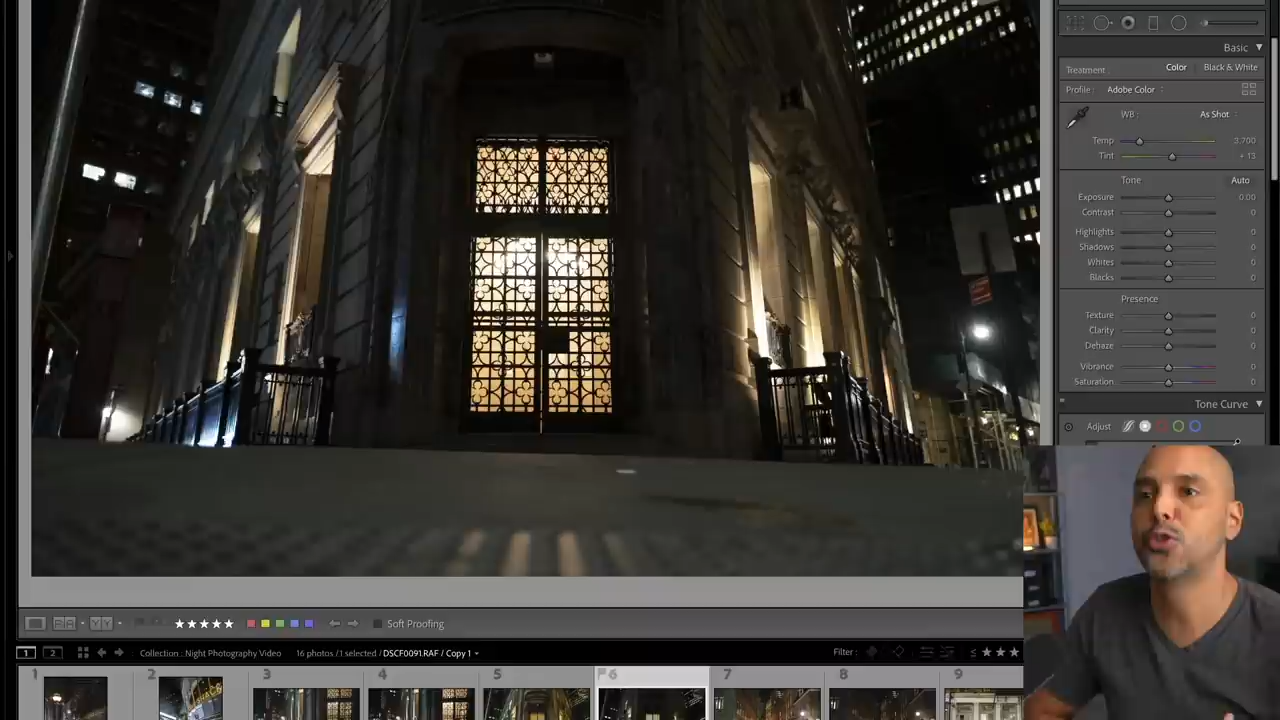 Basic
Treatment : Color Black & White
Profile : Adobe Color
WB : As Shot
Temp 3,700
Tint + 13
Tone Auto
Exposure 0.00
Contrast 0
Highlights 0
Shadows 0
Whites 0
Blacks 0
Presence
Texture 0
Clarity 0
Dehaze 0
Vibrance 0
Saturation 0
Tone Curve
Adjust
Soft Proofing
1 2 Collection : Night Photography Video 16 photos / 1 selected / DSCF0091.RAF / Copy 1 Filter : ≤ ★★★
1 2 3 4 5 6 7 8 9